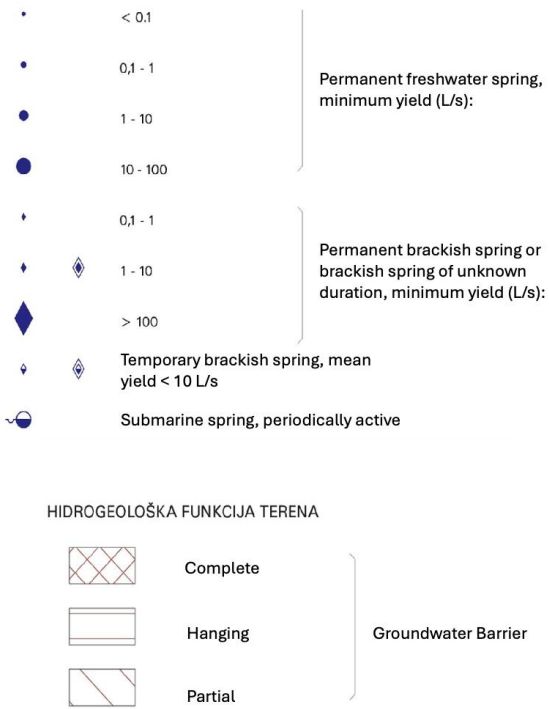 < 0.1
0,1 - 1
Permanent freshwater spring,
minimum yield (L/s):
1 - 10
10 - 100
0,1 - 1
Permanent brackish spring or
brackish spring of unknown
duration, minimum yield (L/s):
1 - 10
> 100
Temporary brackish spring, mean
yield < 10 L/s
Submarine spring, periodically active
HIDROGEOLOŠKA FUNKCIJA TERENA
Complete
Hanging
Groundwater Barrier
Partial